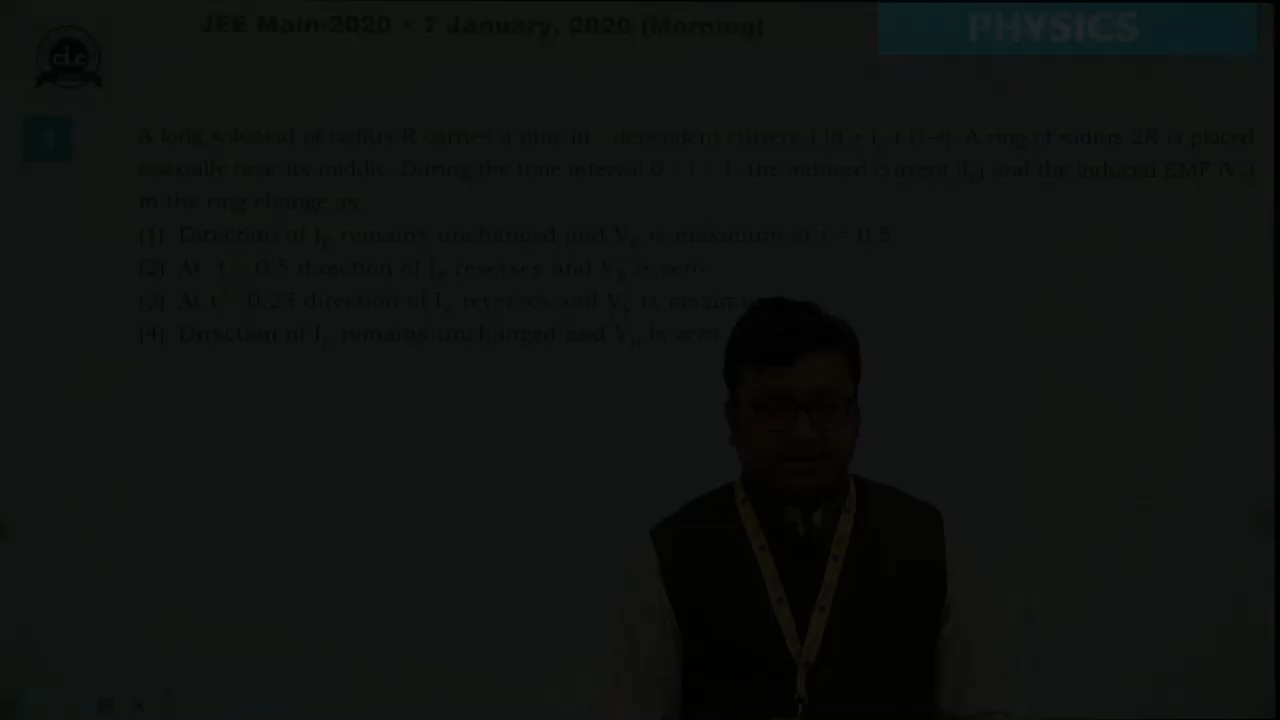 JEE Main-2020 • 7 January, 2020 (Morning)
PHYSICS
cLc
A long solenoid of radius R carries a time (t) - dependent current I (t) = I₀ t (1–t). A ring of radius 2R is placed
coaxially near its middle. During the time interval 0 < t < 1, the induced current (I_R) and the induced EMF (V_R)
in the ring change as
(1) Direction of I_R remains unchanged and V_R is maximum at t = 0.5
(2) At t = 0.5 direction of I_R reverses and V_R is zero
(3) At t = 0.25 direction of I_R reverses and V_R is maximum
(4) Direction of I_R remains unchanged and V_R is zero